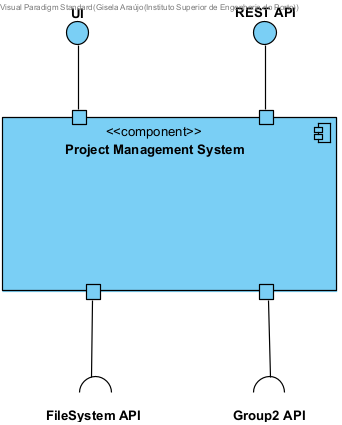 Visual Paradigm Standard(Gisela Araújo(Instituto Superior de Engenharia do Porto))
UI
REST API
<<component>>
Project Management System
FileSystem API
Group2 API